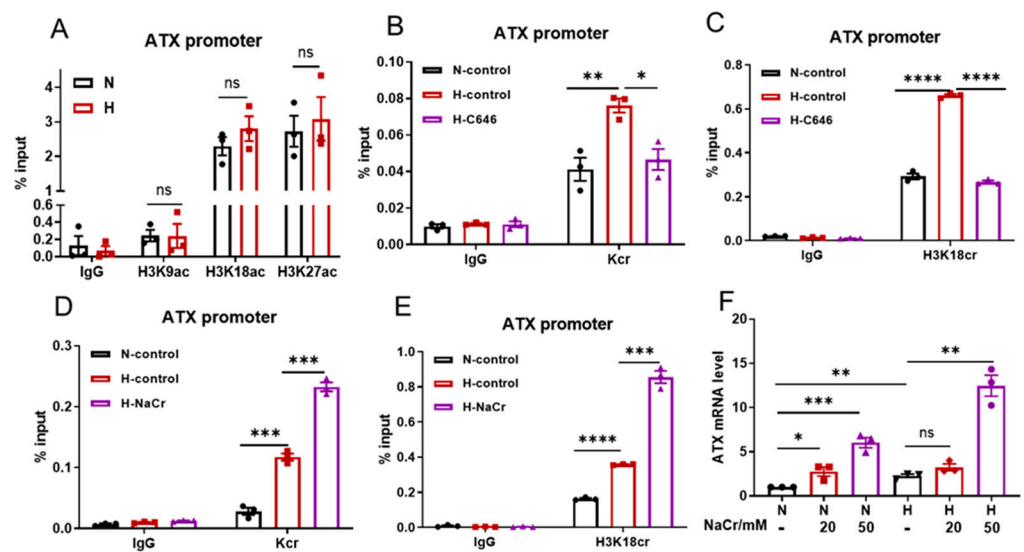 A
ATX promoter
N
H
ns
ns
ns
% input
4
3
2
0.6
0.4
0.2
0.0
IgG
H3K9ac
H3K18ac
H3K27ac
B
ATX promoter
N-control
H-control
H-C646
**
*
% input
0.10
0.08
0.06
0.04
0.02
0.00
IgG
Kcr
C
ATX promoter
N-control
H-control
H-C646
****
****
% input
0.8
0.6
0.4
0.2
0.0
IgG
H3K18cr
D
ATX promoter
N-control
H-control
H-NaCr
***
***
% input
0.3
0.2
0.1
0.0
IgG
Kcr
E
ATX promoter
N-control
H-control
H-NaCr
***
****
% input
1.0
0.8
0.6
0.4
0.2
0.0
IgG
H3K18cr
F
ATX mRNA level
20
15
10
5
0
**
**
***
*
ns
N N N H H H
NaCr/mM - 20 50 - 20 50